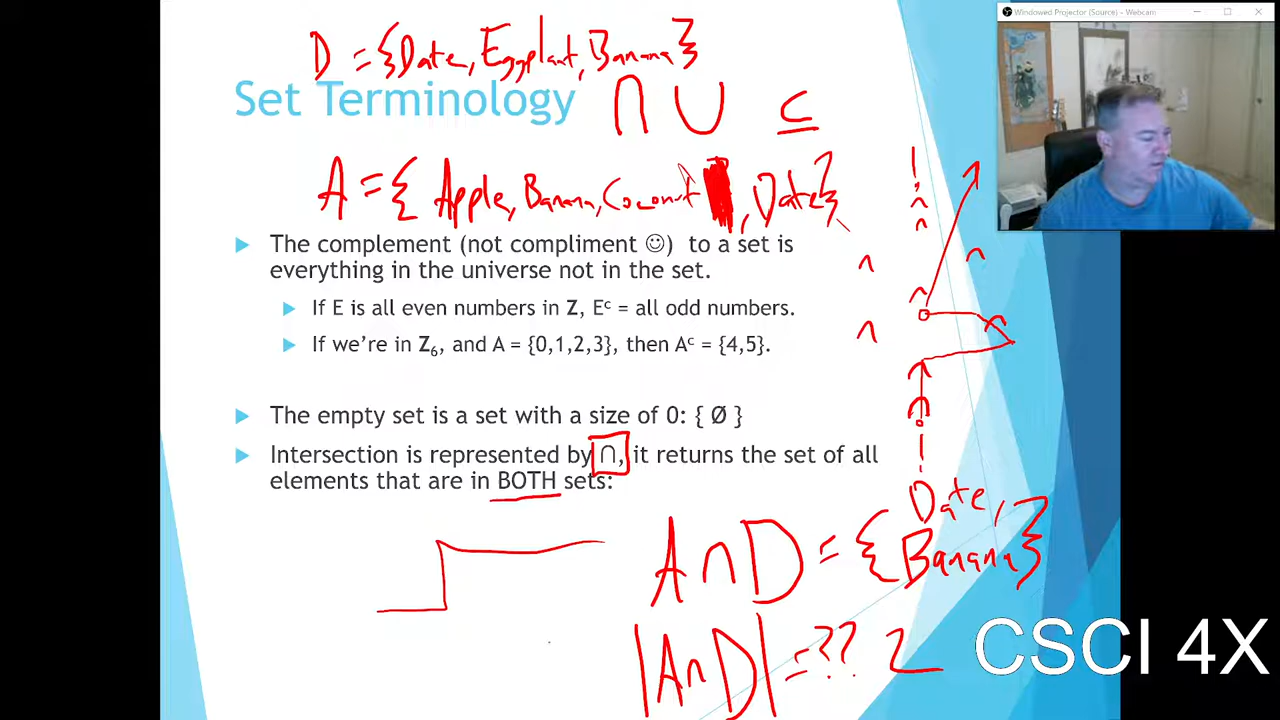 Windowed Projector (Source) - Webcam
D = {Date, Eggplant, Banana}
Set Terminology ∩ ∪ ⊆
A = { Apple, Banana, Coconut , Date}
The complement (not compliment ☺) to a set is
everything in the universe not in the set.
If E is all even numbers in Z, Eᶜ = all odd numbers.
If we're in Z₆, and A = {0,1,2,3}, then Aᶜ = {4,5}.
The empty set is a set with a size of 0: { Ø }
Intersection is represented by ∩, it returns the set of all
elements that are in BOTH sets:
A∩D = { Date, Banana}
|A∩D| = ?? 2
CSCI 4X